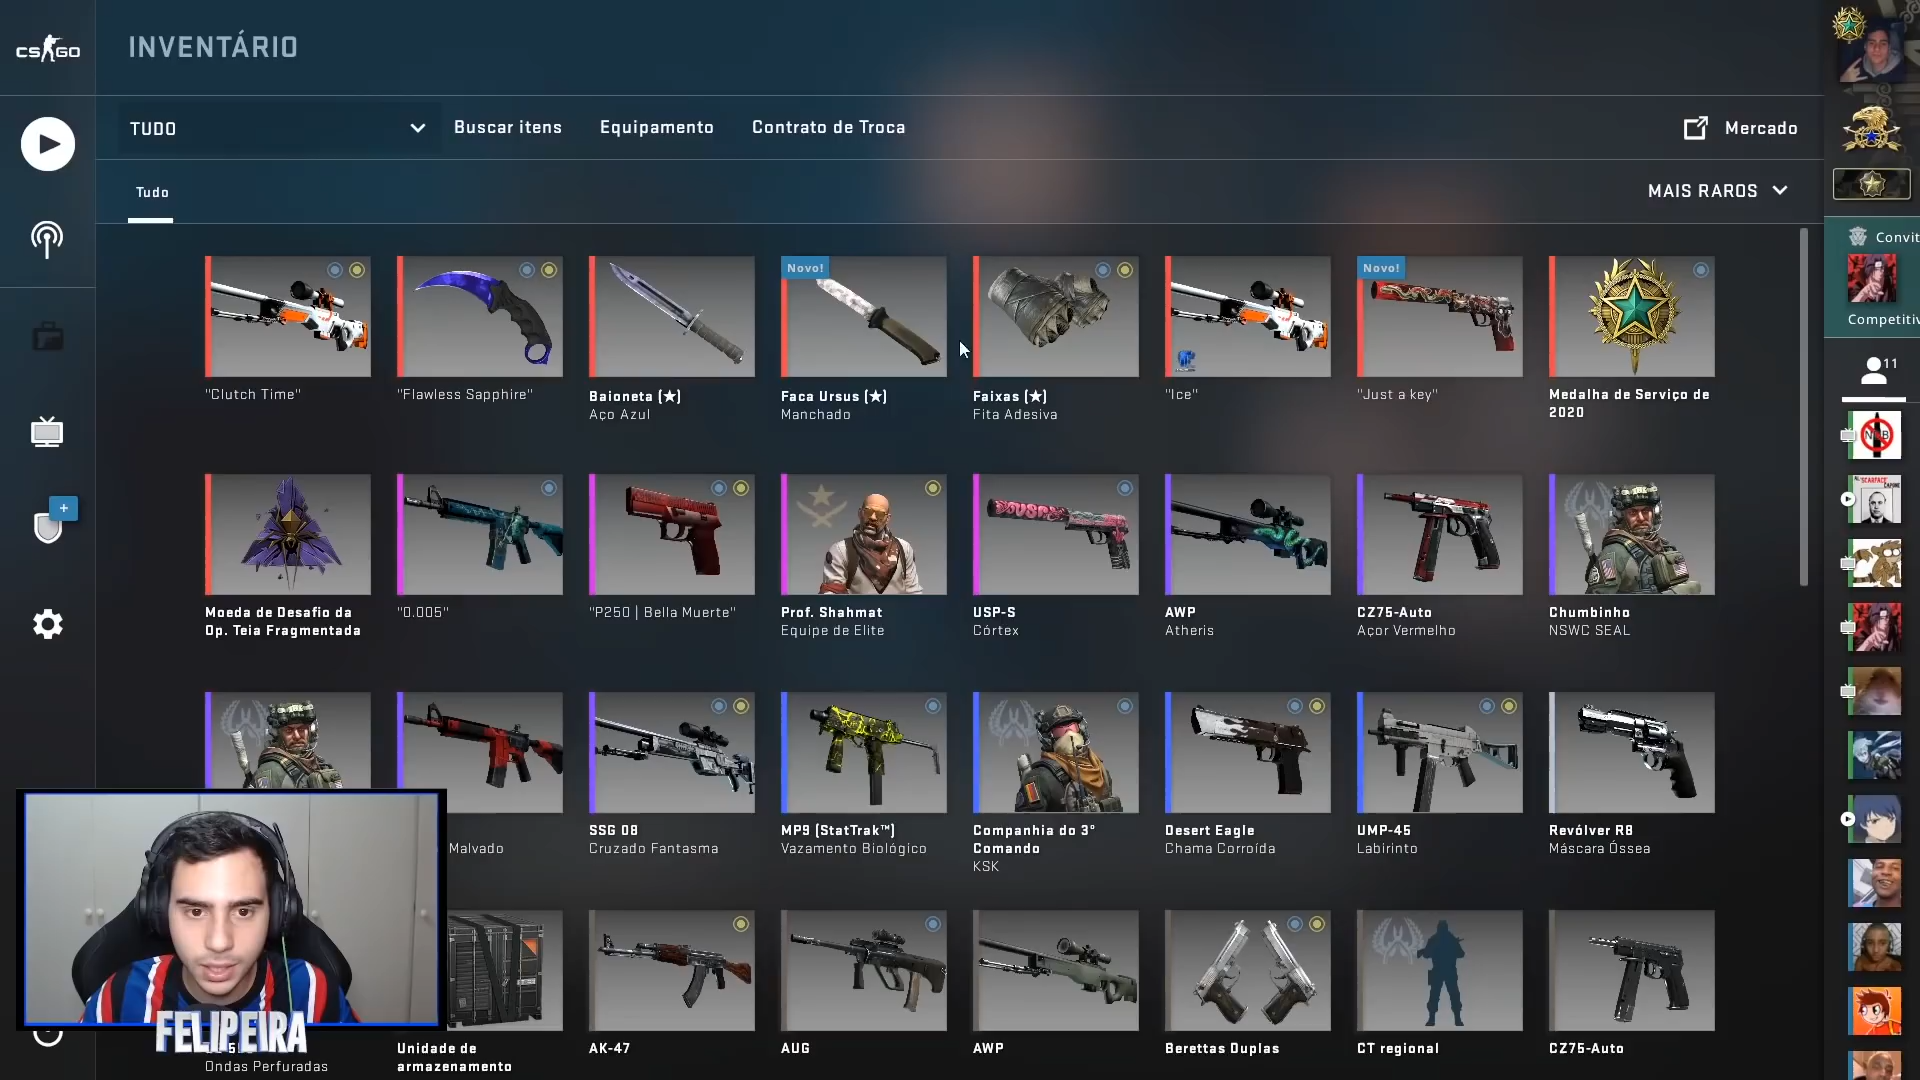 CS GO
INVENTÁRIO
TUDO
Buscar itens
Equipamento
Contrato de Troca
Mercado
Tudo
MAIS RAROS
Convit
Competitiv
11
"Clutch Time"
"Flawless Sapphire"
Baioneta (★)
Aço Azul
Novo!
Faca Ursus (★)
Manchado
Faixas (★)
Fita Adesiva
"Ice"
Novo!
"Just a key"
Medalha de Serviço de
2020
Moeda de Desafio da
Op. Teia Fragmentada
"0.005"
"P250 | Bella Muerte"
Prof. Shahmat
Equipe de Elite
USP-S
Córtex
AWP
Atheris
CZ75-Auto
Açor Vermelho
Chumbinho
NSWC SEAL
Malvado
SSG 08
Cruzado Fantasma
MP9 (StatTrak™)
Vazamento Biológico
Companhia do 3°
Comando
KSK
Desert Eagle
Chama Corroída
UMP-45
Labirinto
Revólver R8
Máscara Óssea
FELIPEIRA
Ondas Perfuradas
Unidade de
armazenamento
AK-47
AUG
AWP
Berettas Duplas
CT regional
CZ75-Auto